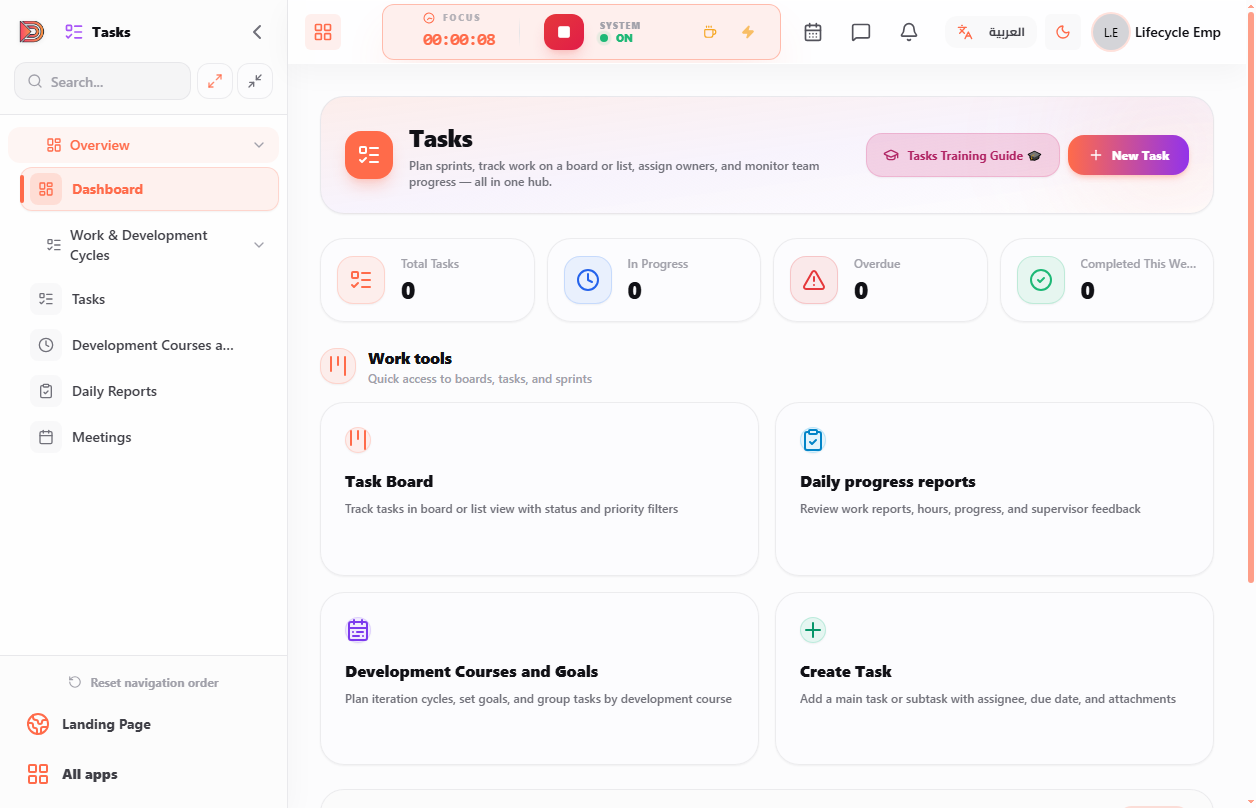 Tasks
Search...
Overview
Dashboard
Work & Development
Cycles
Tasks
Development Courses a...
Daily Reports
Meetings
Reset navigation order
Landing Page
All apps
FOCUS
00:00:08
SYSTEM
ON
العربية
L.E
Lifecycle Emp
Tasks
Plan sprints, track work on a board or list, assign owners, and monitor team
progress — all in one hub.
Tasks Training Guide 🎓
New Task
Total Tasks
0
In Progress
0
Overdue
0
Completed This We...
0
Work tools
Quick access to boards, tasks, and sprints
Task Board
Track tasks in board or list view with status and priority filters
Daily progress reports
Review work reports, hours, progress, and supervisor feedback
Development Courses and Goals
Plan iteration cycles, set goals, and group tasks by development course
Create Task
Add a main task or subtask with assignee, due date, and attachments